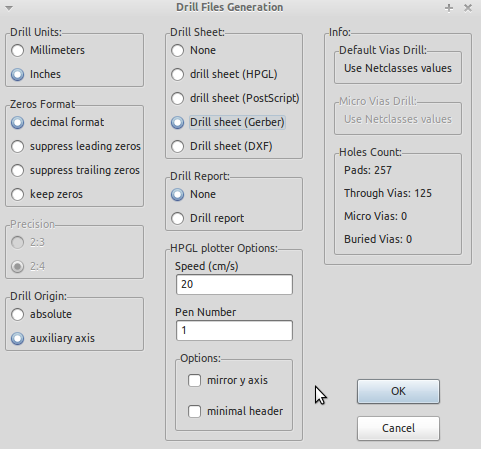 Drill Files Generation
Drill Units:
Millimeters
Inches
Zeros Format
decimal format
suppress leading zeros
suppress trailing zeros
keep zeros
Precision
2:3
2:4
Drill Origin:
absolute
auxiliary axis
Drill Sheet:
None
drill sheet (HPGL)
drill sheet (PostScript)
Drill sheet (Gerber)
Drill sheet (DXF)
Drill Report:
None
Drill report
HPGL plotter Options:
Speed (cm/s)
20
Pen Number
1
Options:
mirror y axis
minimal header
Info:
Default Vias Drill:
Use Netclasses values
Micro Vias Drill:
Use Netclasses values
Holes Count:
Pads: 257
Through Vias: 125
Micro Vias: 0
Buried Vias: 0
OK
Cancel